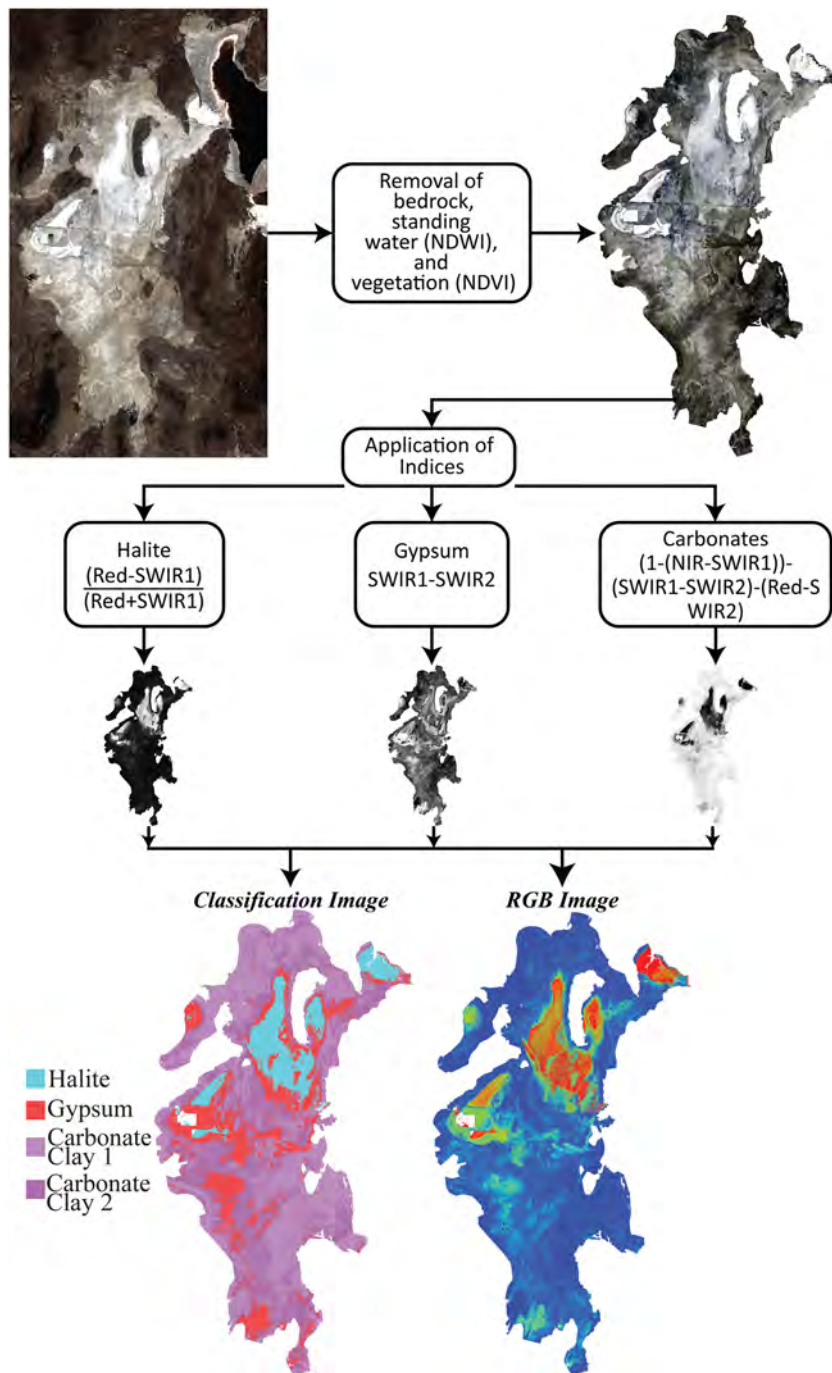 Removal of
bedrock,
standing
water (NDWI),
and
vegetation (NDVI)
Application of
Indices
Halite
(Red-SWIR1)
(Red+SWIR1)
Gypsum
SWIR1-SWIR2
Carbonates
(1-(NIR-SWIR1))-
(SWIR1-SWIR2)-(Red-S
WIR2)
Classification Image
RGB Image
Halite
Gypsum
Carbonate
Clay 1
Carbonate
Clay 2